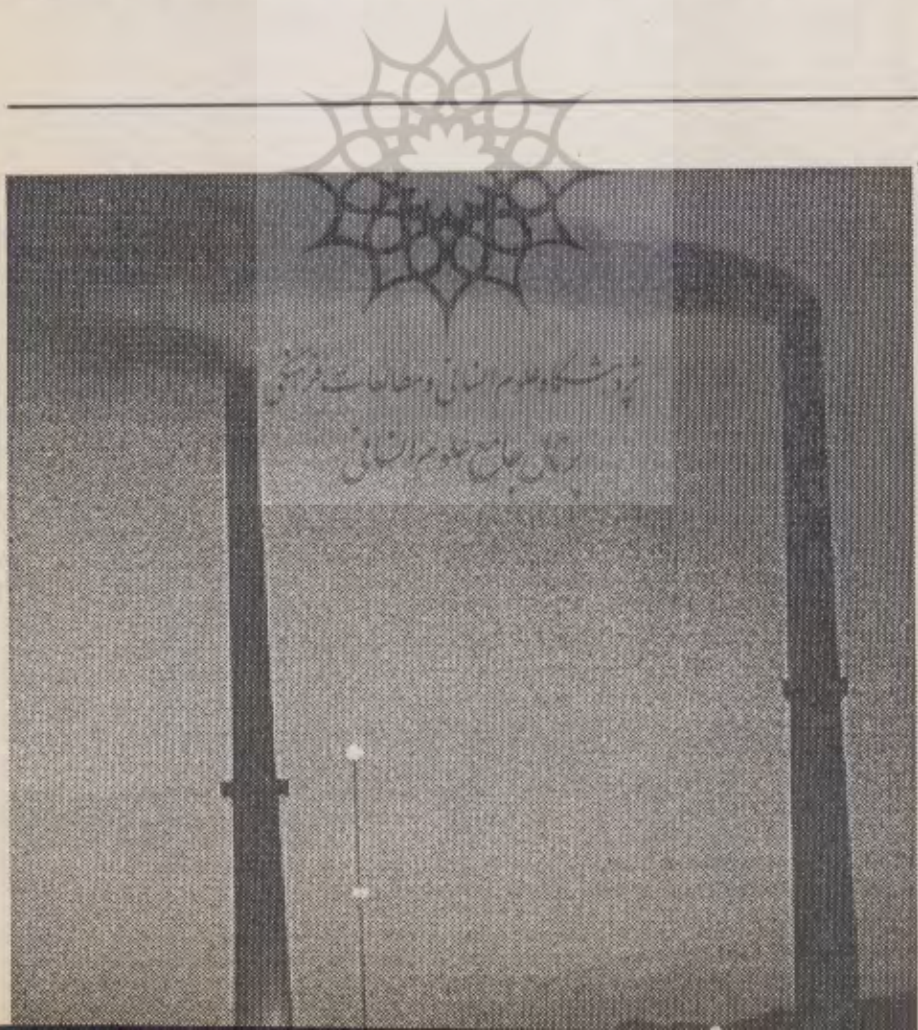 پژوهشگاه علوم انسانی و مطالعات فرهنگی
پرتال جامع علوم انسانی